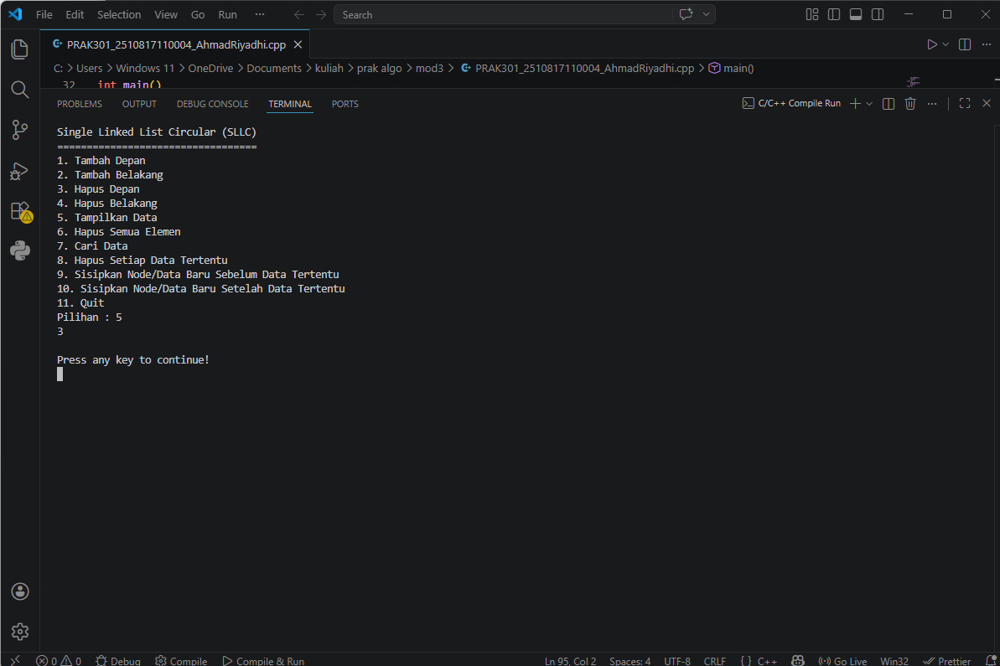 File Edit Selection View Go Run ··· Search
PRAK301_2510817110004_AhmadRiyadhi.cpp
C: > Users > Windows 11 > OneDrive > Documents > kuliah > prak algo > mod3 > PRAK301_2510817110004_AhmadRiyadhi.cpp > main()
32 int main()
PROBLEMS OUTPUT DEBUG CONSOLE TERMINAL PORTS C/C++ Compile Run
Single Linked List Circular (SLLC)
==================================
1. Tambah Depan
2. Tambah Belakang
3. Hapus Depan
4. Hapus Belakang
5. Tampilkan Data
6. Hapus Semua Elemen
7. Cari Data
8. Hapus Setiap Data Tertentu
9. Sisipkan Node/Data Baru Sebelum Data Tertentu
10. Sisipkan Node/Data Baru Setelah Data Tertentu
11. Quit
Pilihan : 5
3
Press any key to continue!
0 0 Debug Compile Compile & Run Ln 95, Col 2 Spaces: 4 UTF-8 CRLF { } C++ Go Live Win32 Prettier